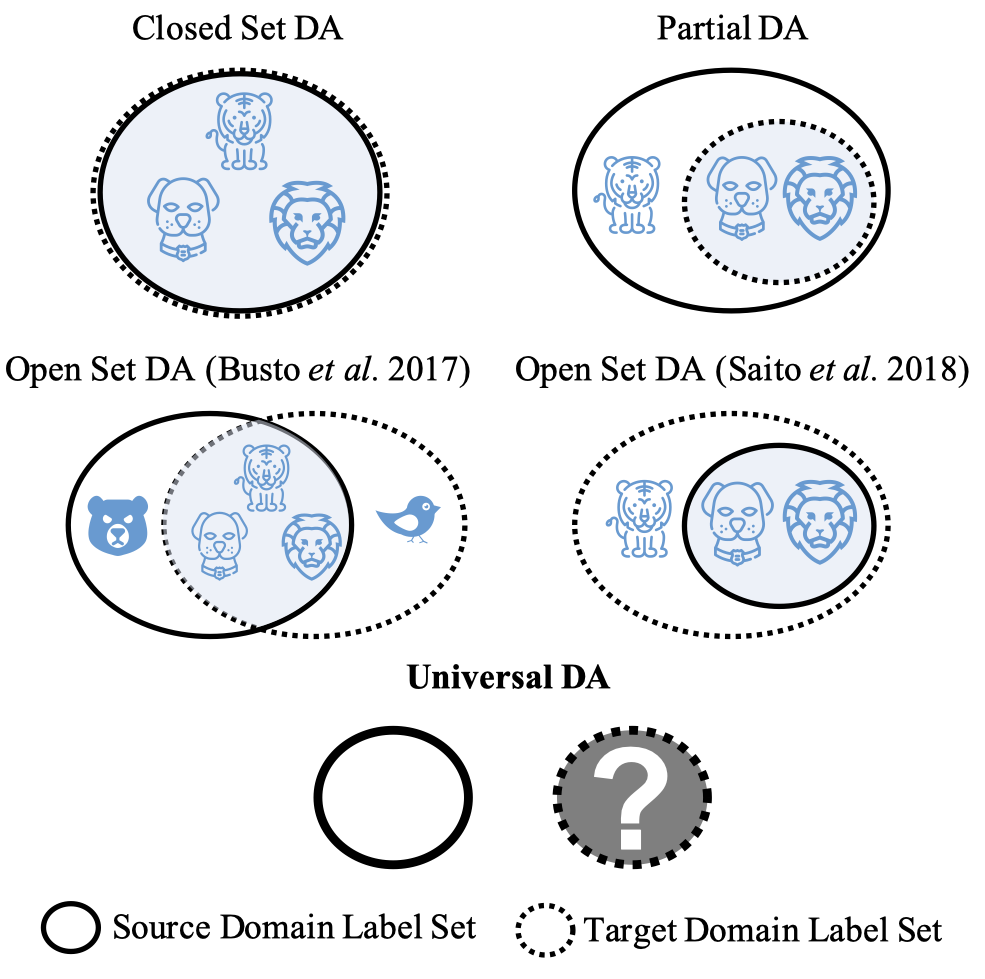 Closed Set DA
Partial DA
Open Set DA (Busto et al. 2017)
Open Set DA (Saito et al. 2018)
Universal DA
?
Source Domain Label Set
Target Domain Label Set